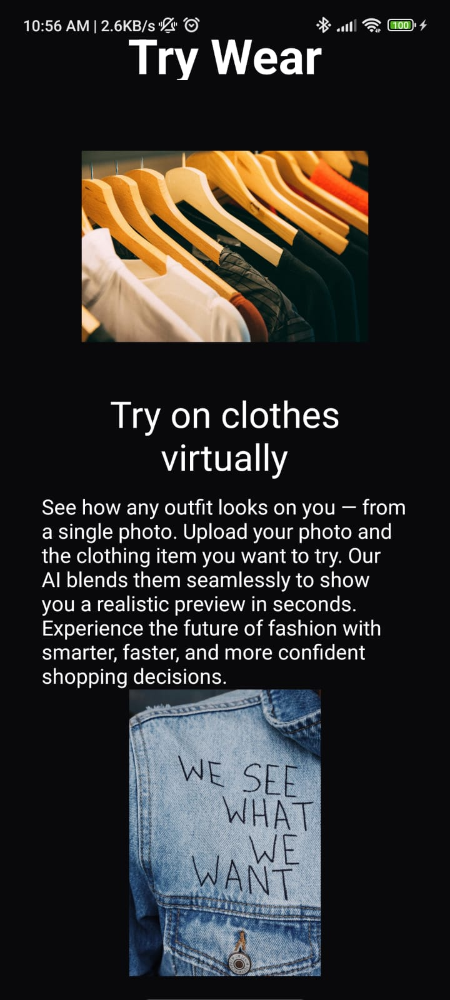 10:56 AM | 2.6KB/s
100
Try Wear
Try on clothes
virtually
See how any outfit looks on you — from
a single photo. Upload your photo and
the clothing item you want to try. Our
AI blends them seamlessly to show
you a realistic preview in seconds.
Experience the future of fashion with
smarter, faster, and more confident
shopping decisions.
WE SEE
WHAT
WE
WANT